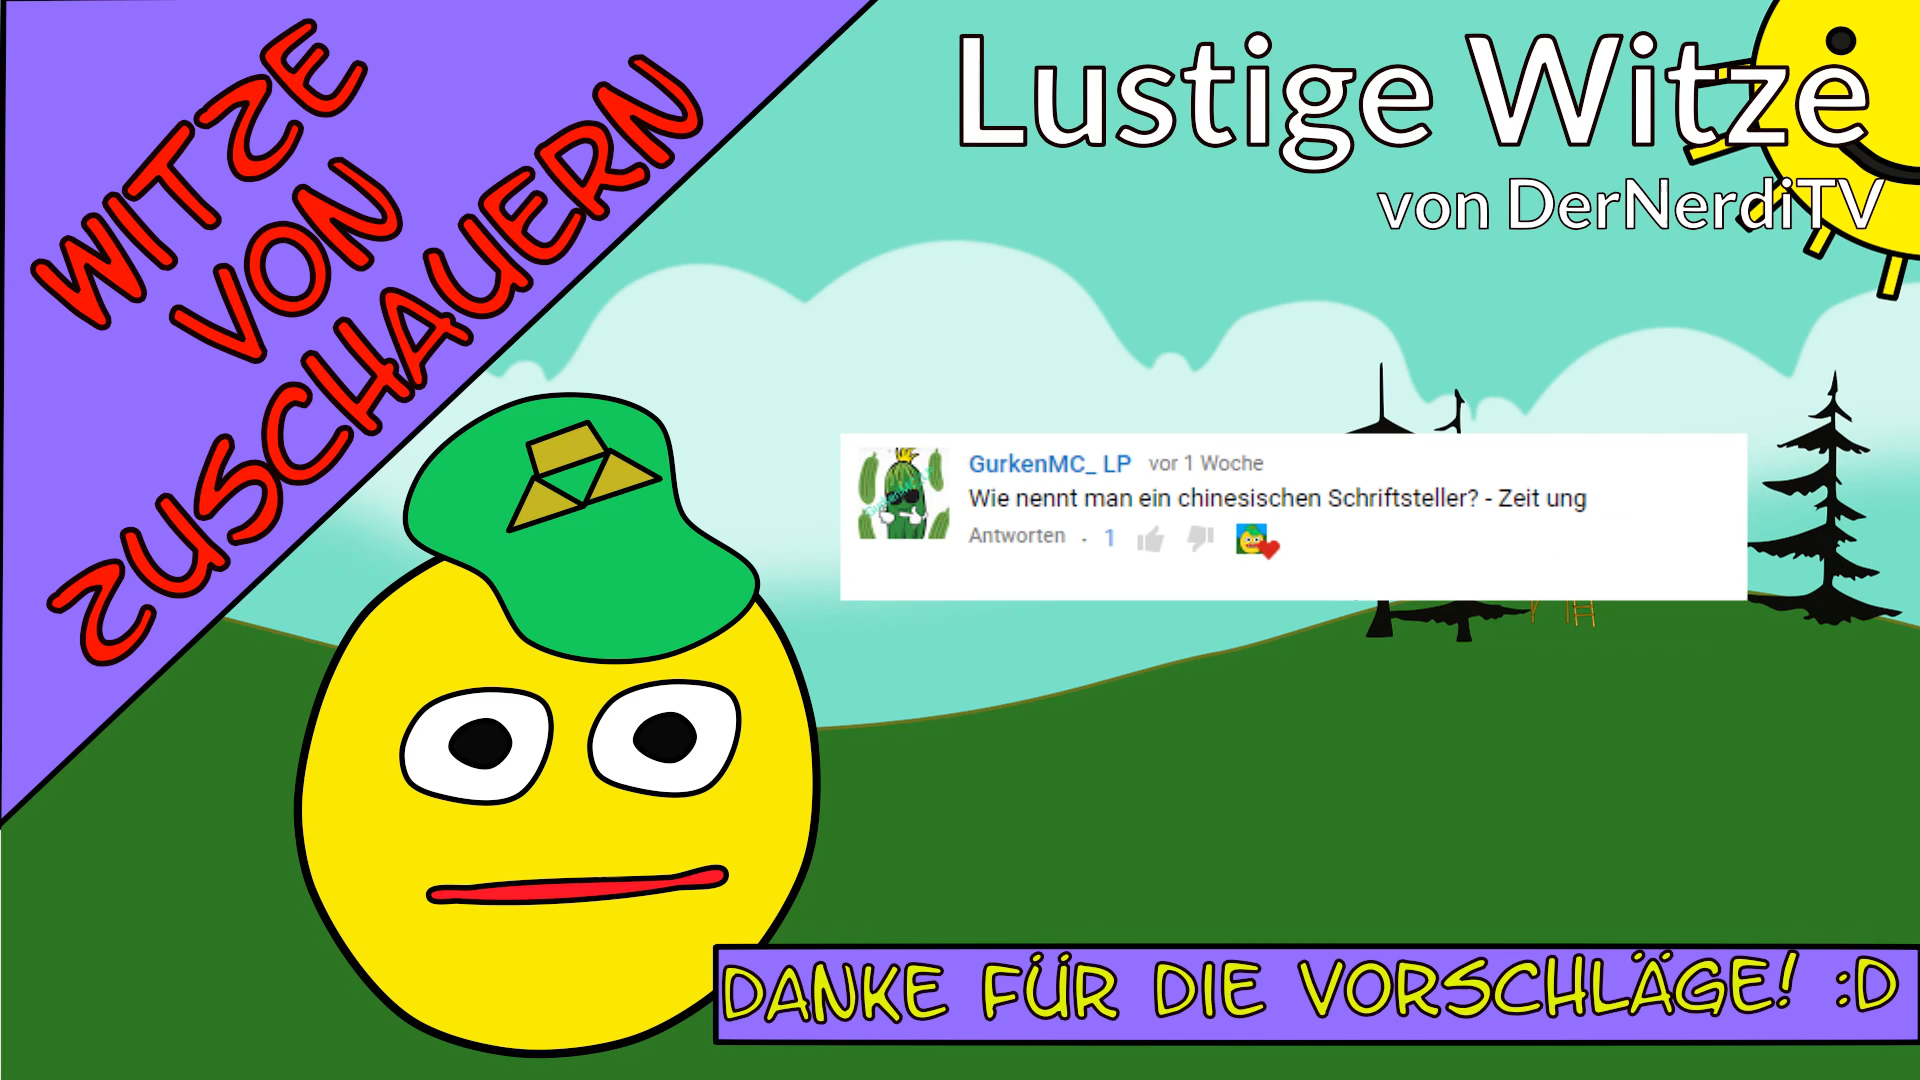 WITZE
VON
ZUSCHAUERN
Lustige Witze
von DerNerdiTV
GurkenMC_ LP vor 1 Woche
Wie nennt man ein chinesischen Schriftsteller? - Zeit ung
Antworten · 1
DANKE FÜR DIE VORSCHLÄGE! :D